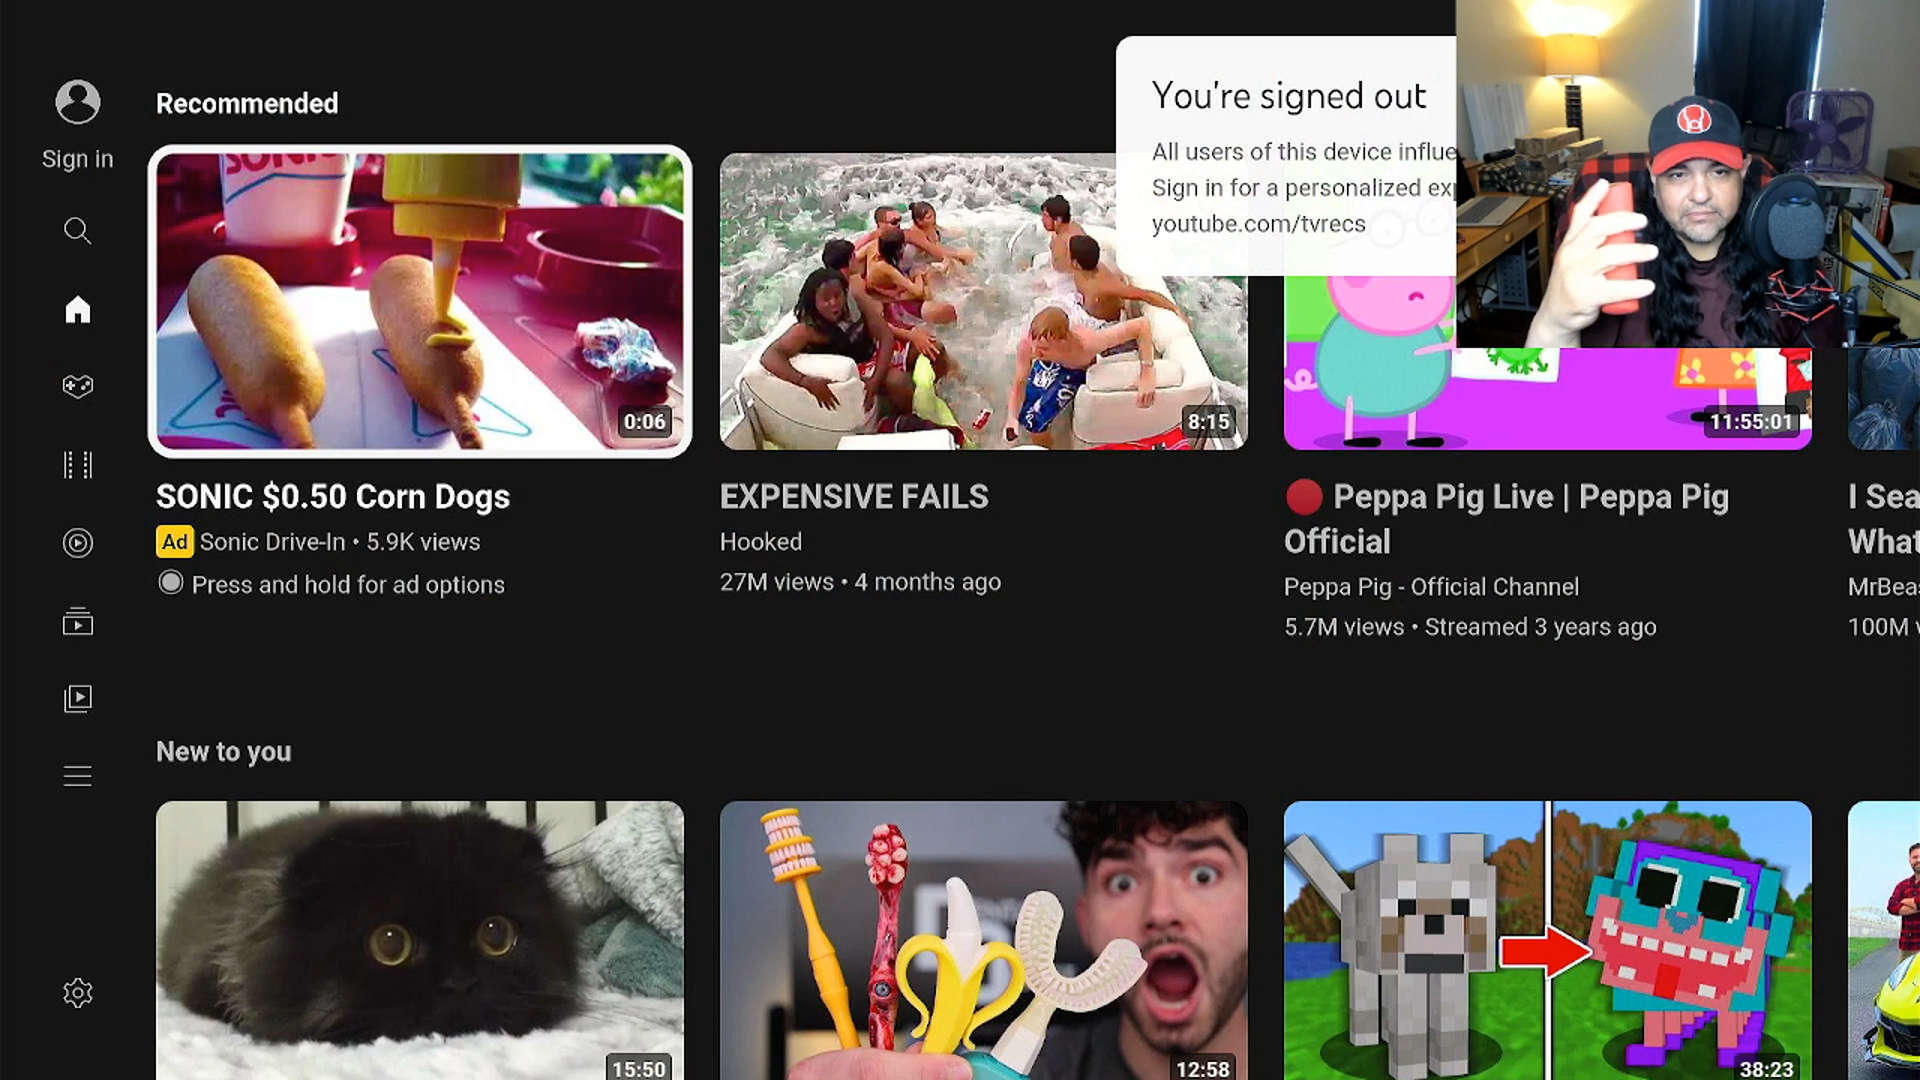 Sign in
Recommended
You're signed out
All users of this device influe
Sign in for a personalized exp
youtube.com/tvrecs
SONIC
0:06
8:15
11:55:01
SONIC $0.50 Corn Dogs
Ad Sonic Drive-In • 5.9K views
Press and hold for ad options
EXPENSIVE FAILS
Hooked
27M views • 4 months ago
Peppa Pig Live | Peppa Pig
Official
Peppa Pig - Official Channel
5.7M views • Streamed 3 years ago
I Sea
What
MrBeas
100M v
New to you
15:50
12:58
38:23